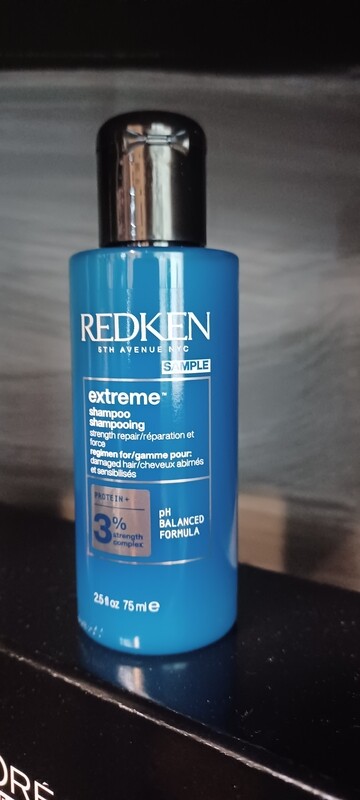 REDKEN
5TH AVENUE NYC
SAMPLE
extreme™
shampoo
shampooing
strength repair/réparation et
force
regimen for/gamme pour:
damaged hair/cheveux abîmés
et sensibilisés
PROTEIN +
3%
strength
complex
pH
BALANCED
FORMULA
2.5 fl oz 75 ml e
ORÉ